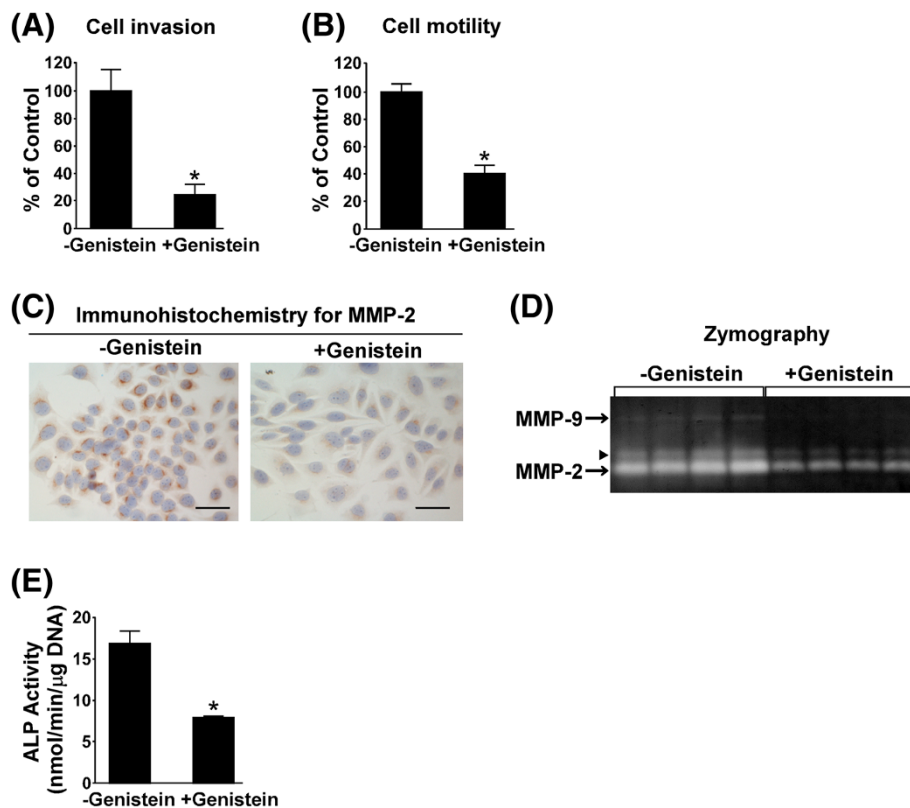 (A) Cell invasion
% of Control
120
100
80
60
40
20
0
*
-Genistein +Genistein
(B) Cell motility
% of Control
120
100
80
60
40
20
0
*
-Genistein +Genistein
(C) Immunohistochemistry for MMP-2
-Genistein +Genistein
(D) Zymography
-Genistein +Genistein
MMP-9
MMP-2
(E)
ALP Activity
(nmol/min/μg DNA)
20
15
10
5
0
*
-Genistein +Genistein